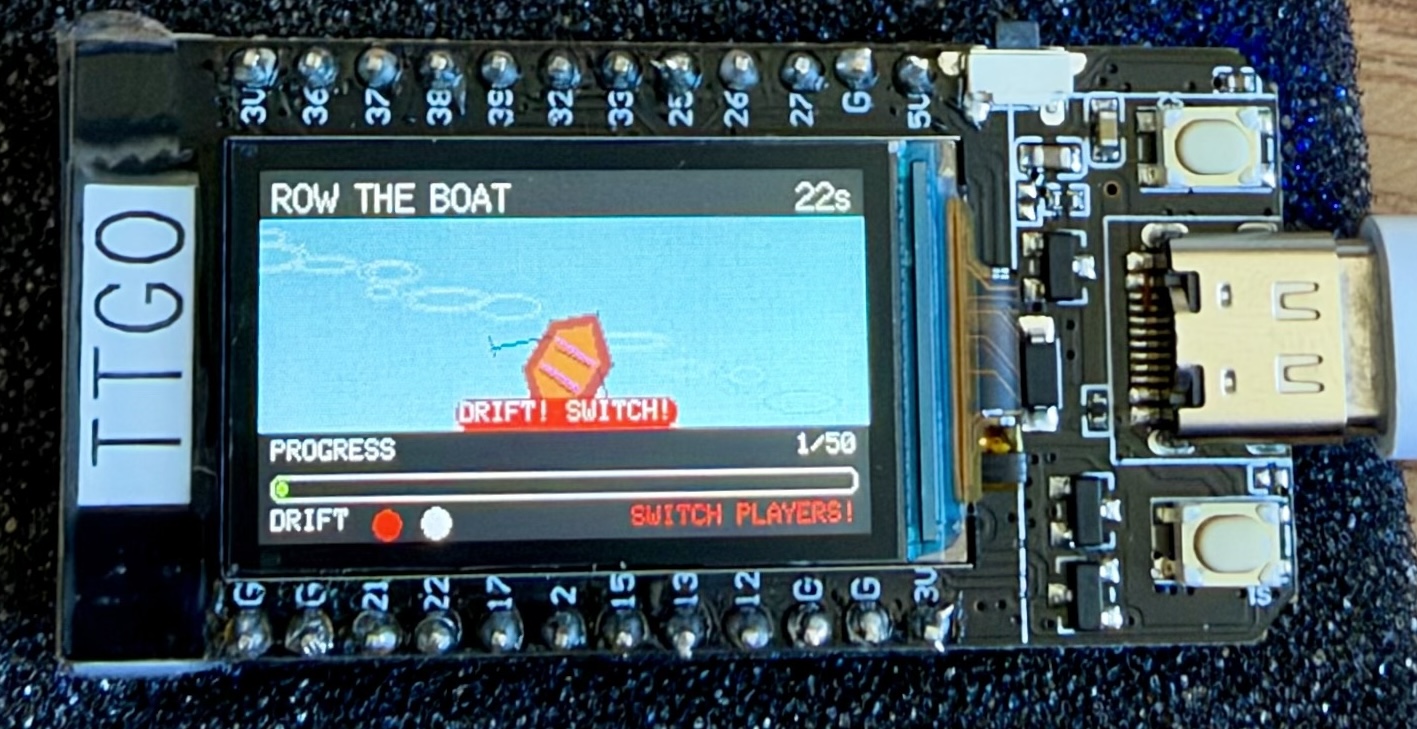 3V 36 37 38 39 32 33 25 26 27 G 5V
TTGO
ROW THE BOAT 22s
DRIFT! SWITCH!
PROGRESS 1/50
DRIFT SWITCH PLAYERS!
G G 21 22 17 2 15 13 12 G G 3V